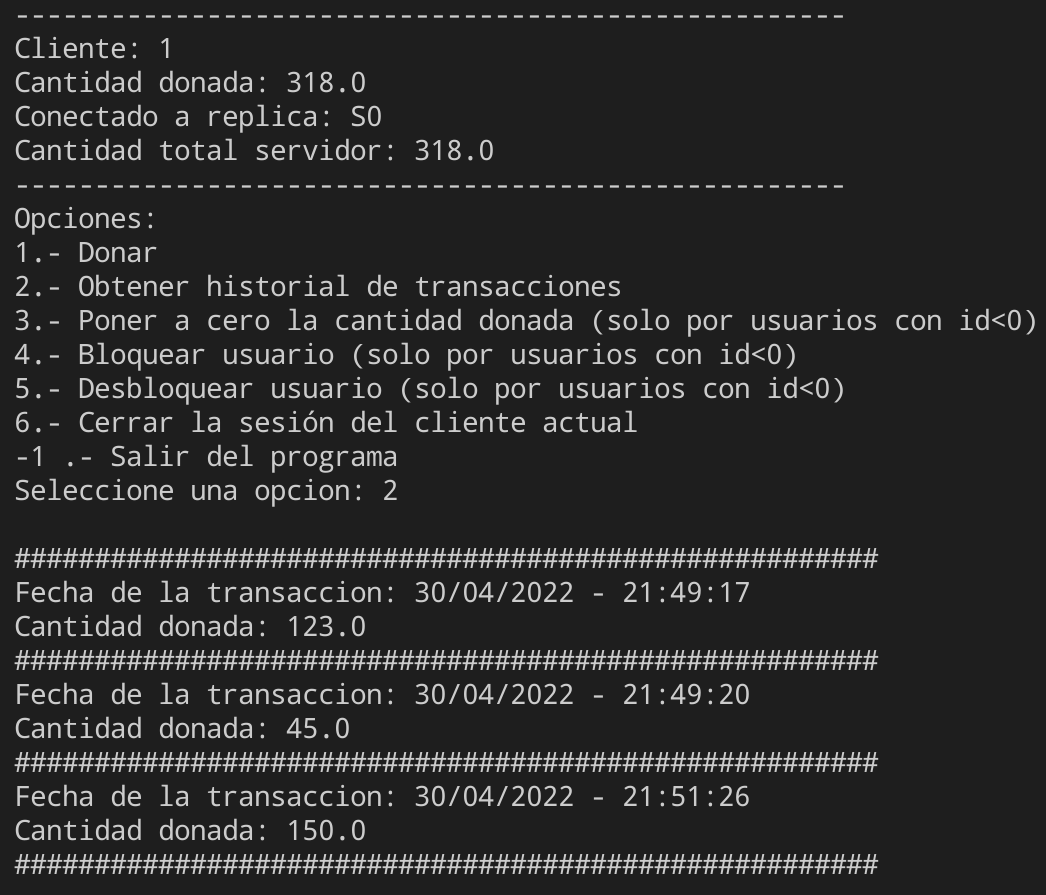 ----------------------------------------------------
Cliente: 1
Cantidad donada: 318.0
Conectado a replica: S0
Cantidad total servidor: 318.0
----------------------------------------------------
Opciones:
1.- Donar
2.- Obtener historial de transacciones
3.- Poner a cero la cantidad donada (solo por usuarios con id<0)
4.- Bloquear usuario (solo por usuarios con id<0)
5.- Desbloquear usuario (solo por usuarios con id<0)
6.- Cerrar la sesión del cliente actual
-1 .- Salir del programa
Seleccione una opcion: 2

######################################################
Fecha de la transaccion: 30/04/2022 - 21:49:17
Cantidad donada: 123.0
######################################################
Fecha de la transaccion: 30/04/2022 - 21:49:20
Cantidad donada: 45.0
######################################################
Fecha de la transaccion: 30/04/2022 - 21:51:26
Cantidad donada: 150.0
######################################################